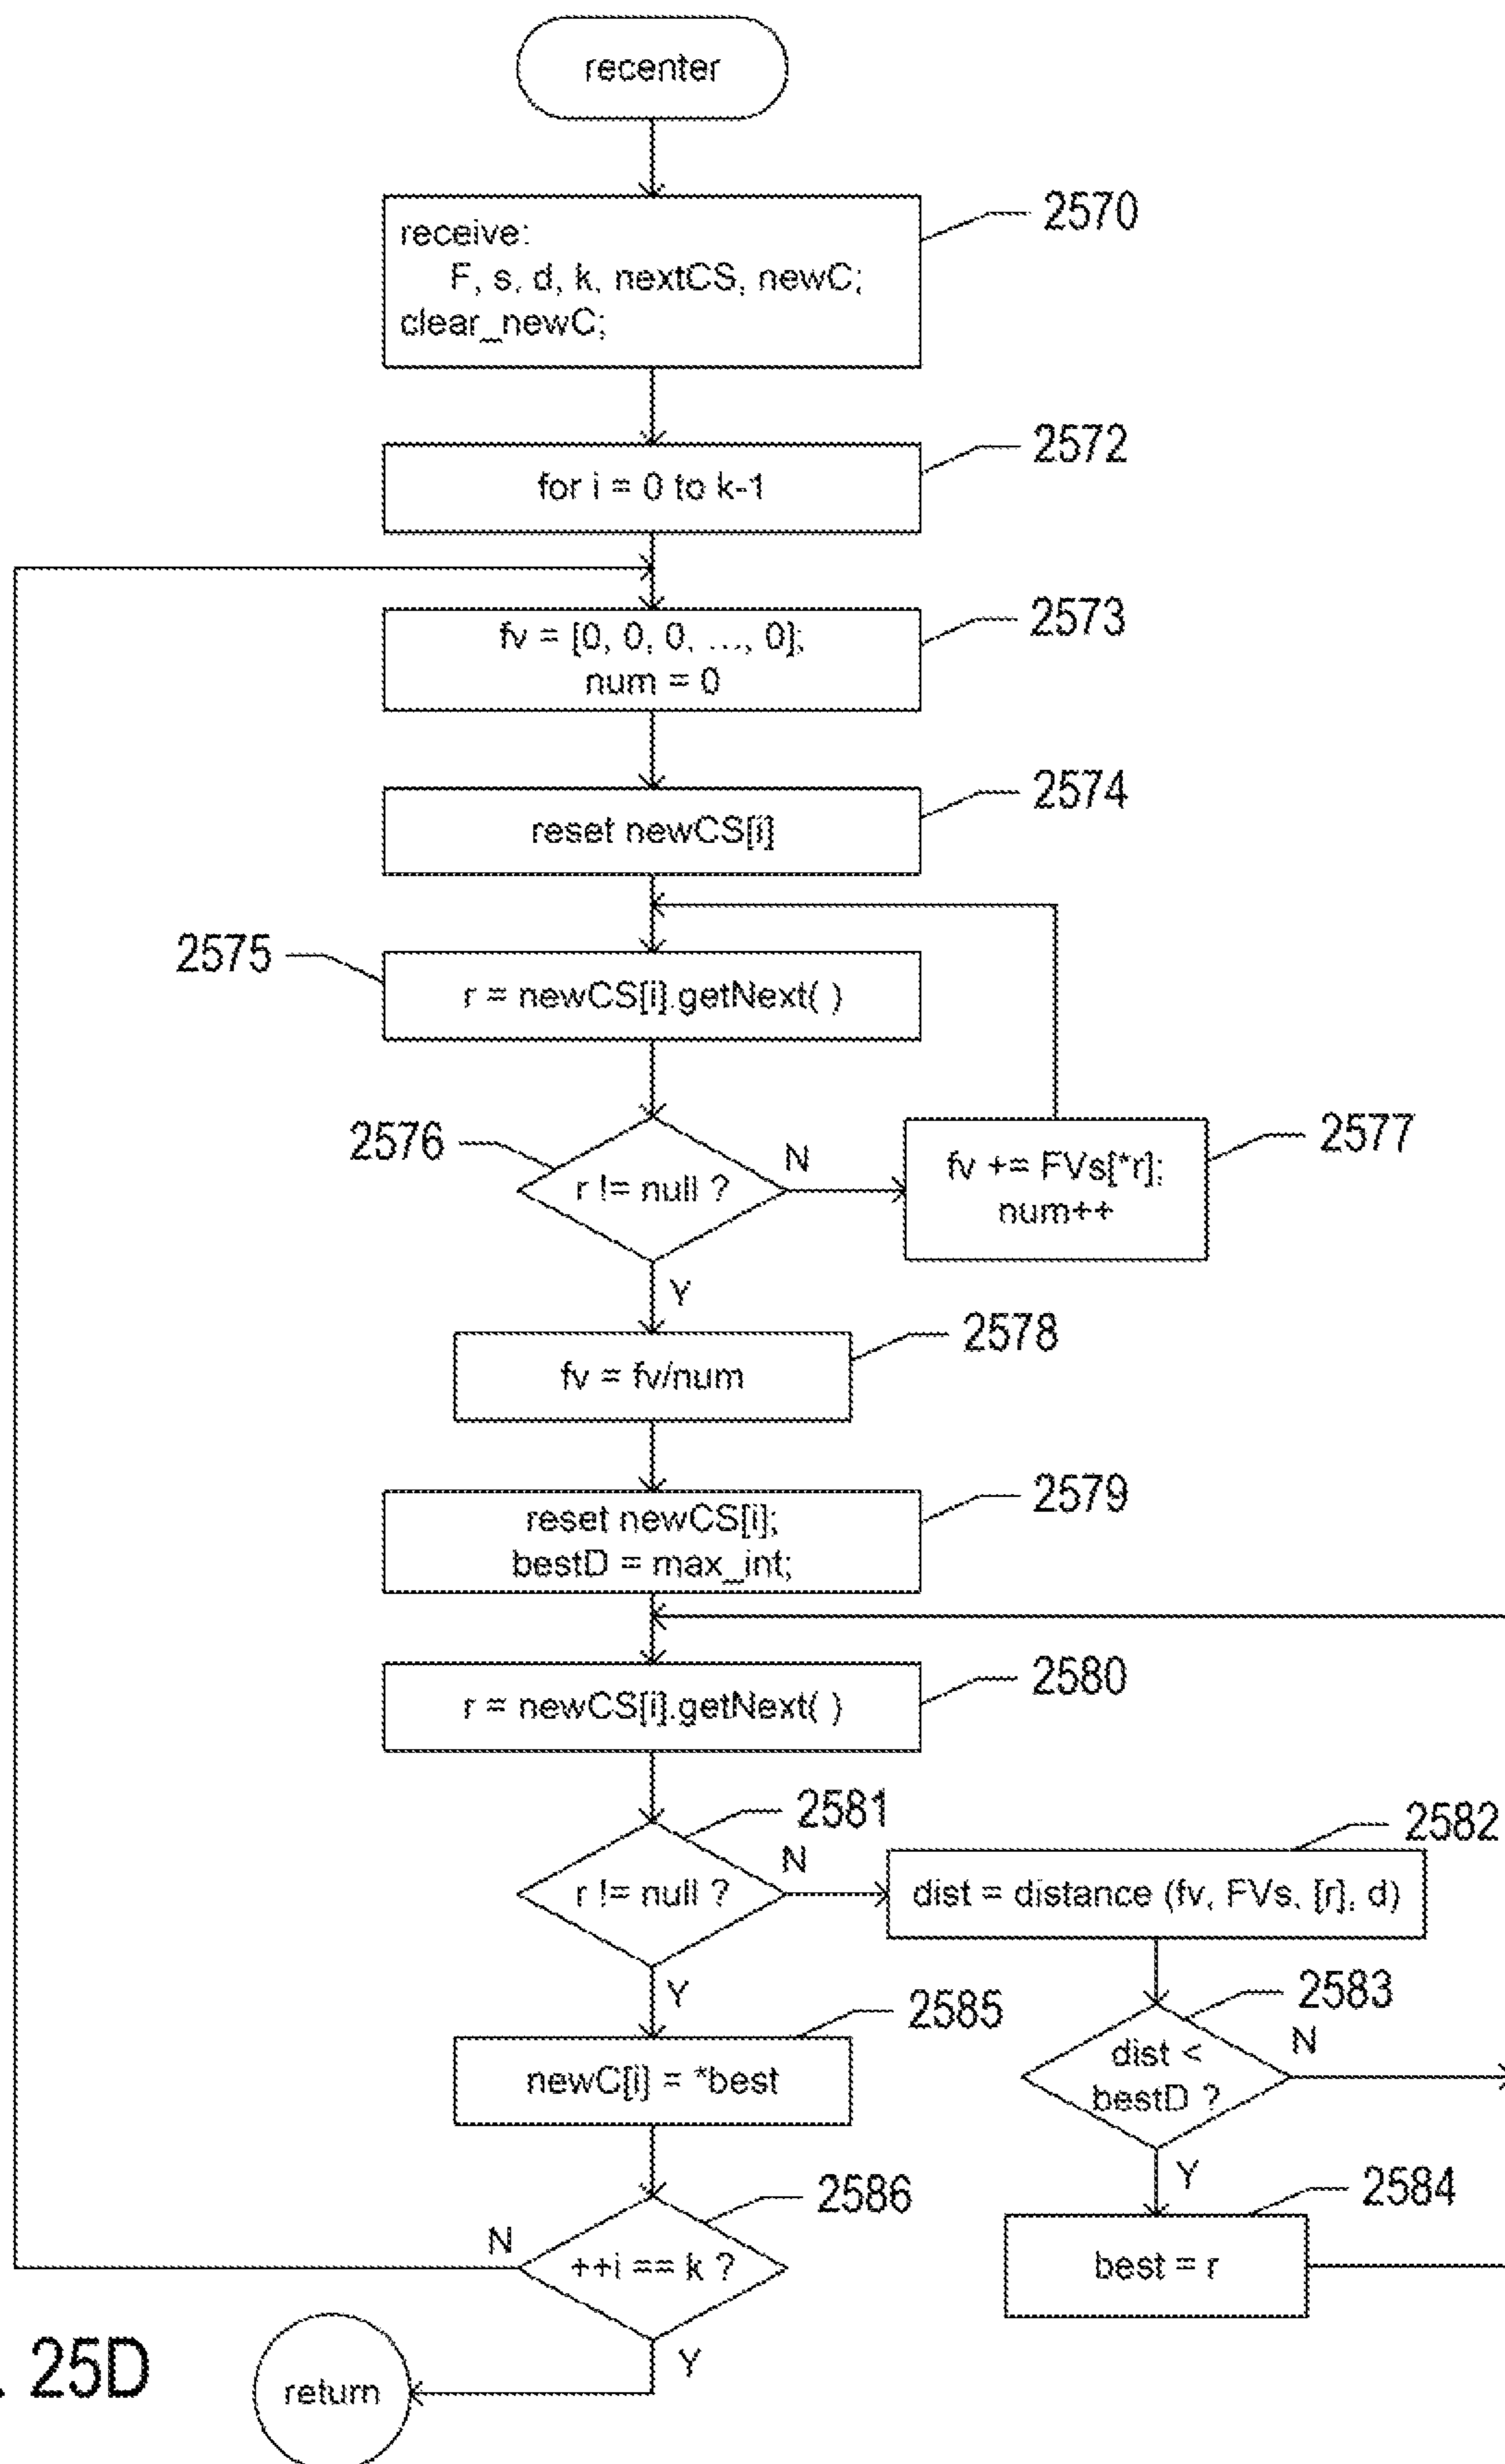 recenter
2570
receive:
F, s, d, k, nextCS, newC;
clear_newC;
2572
for i = 0 to k-1
2573
fv = [0, 0, 0, ..., 0];
num = 0
2574
reset newCS[i]
2575
r = newCS[i].getNext( )
2576
r != null ?
N
2577
fv += FVs[*r];
num++
Y
2578
fv = fv/num
2579
reset newCS[i];
bestD = max_int;
2580
r = newCS[i].getNext( )
2581
r != null ?
N
2582
dist = distance (fv, FVs, [r], d)
Y
2583
dist <
bestD ?
N
2585
newC[i] = *best
Y
2584
best = r
2586
++i == k ?
N
Y
return
. 25D